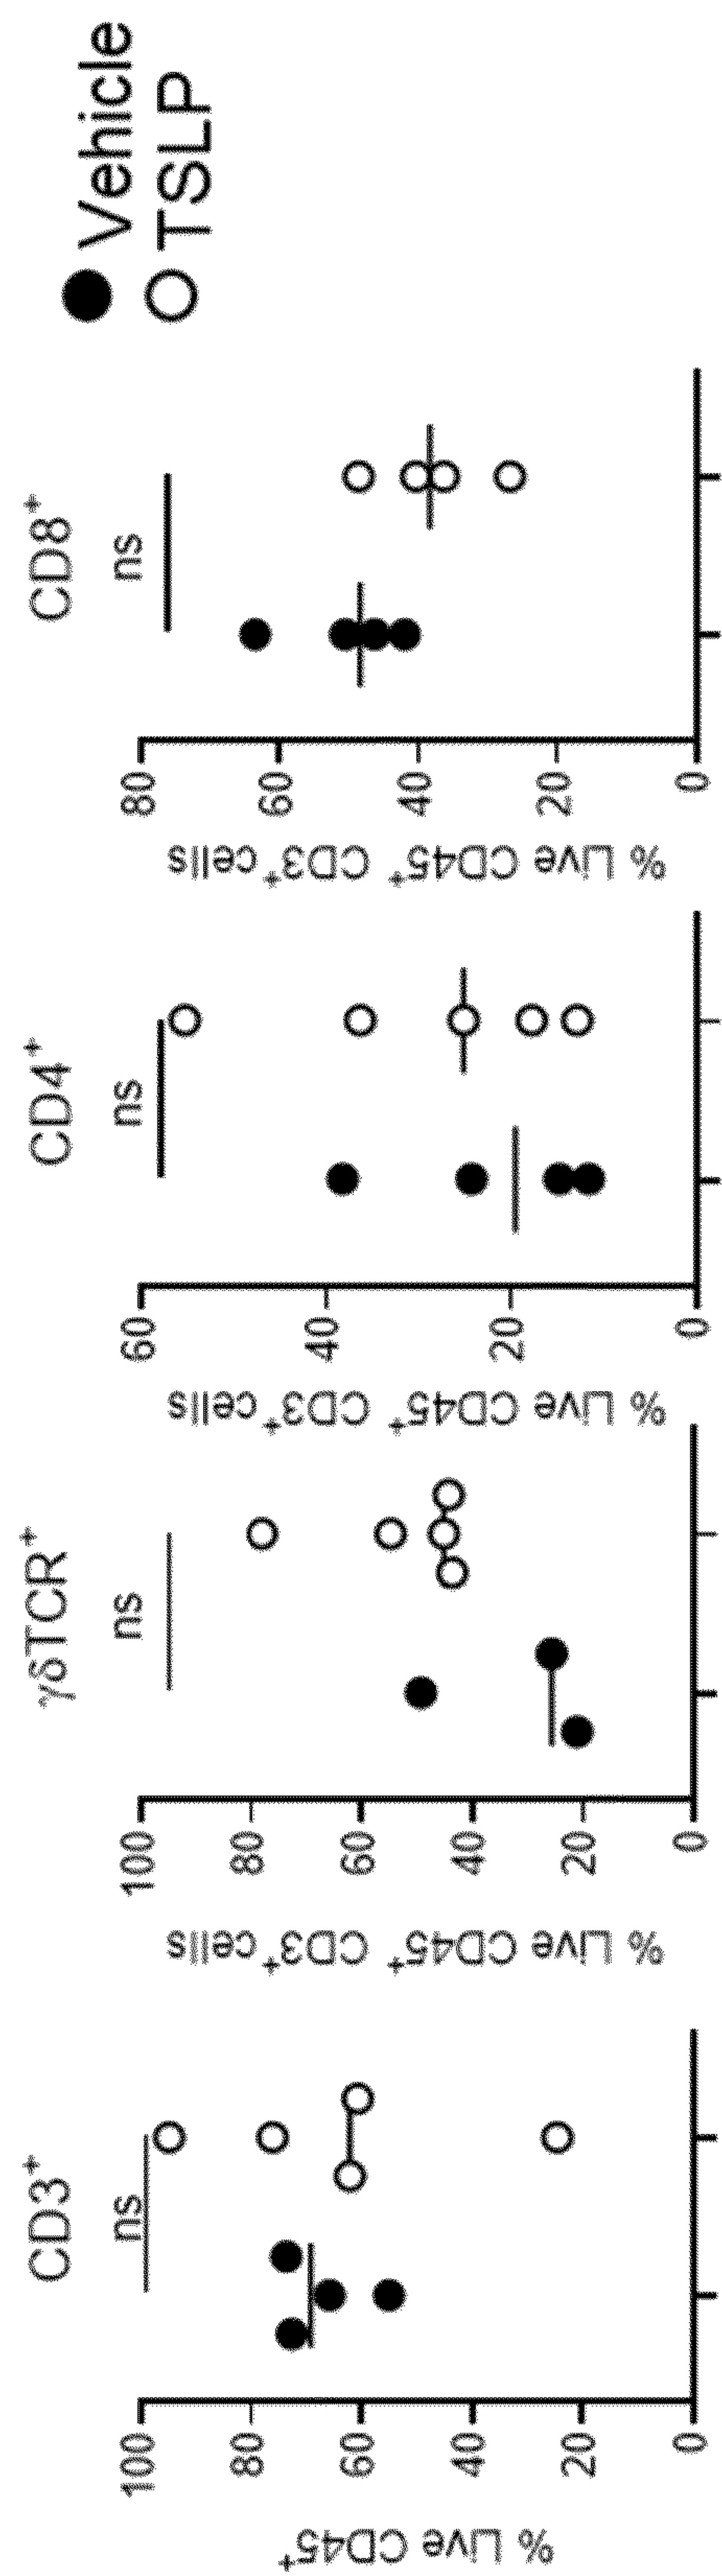 CD3⁺
ns
% Live CD45⁺
100
80
60
40
20
0
γδTCR⁺
ns
% Live CD45⁺ CD3⁺cells
100
80
60
40
20
0
CD4⁺
ns
% Live CD45⁺ CD3⁺cells
60
40
20
0
CD8⁺
ns
% Live CD45⁺ CD3⁺cells
80
60
40
20
0
Vehicle
TSLP